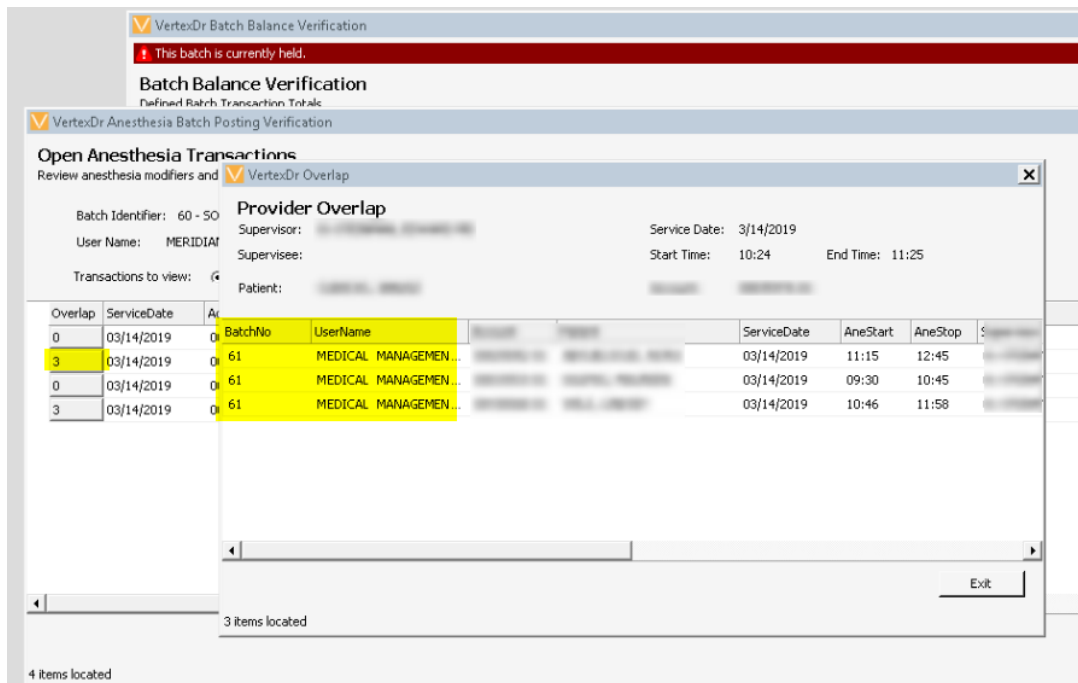 VertexDr Batch Balance Verification
This batch is currently held.
Batch Balance Verification
Defined Batch Transaction Totals
VertexDr Anesthesia Batch Posting Verification
Open Anesthesia Transactions
Review anesthesia modifiers and
Batch Identifier: 60 - SO
User Name: MERIDIAN
Transactions to view:
Overlap ServiceDate
0 03/14/2019
3 03/14/2019
0 03/14/2019
3 03/14/2019
4 items located
VertexDr Overlap
Provider Overlap
Supervisor: Service Date: 3/14/2019
Supervisee: Start Time: 10:24 End Time: 11:25
Patient:
BatchNo UserName ServiceDate AneStart AneStop
61 MEDICAL MANAGEMEN... 03/14/2019 11:15 12:45
61 MEDICAL MANAGEMEN... 03/14/2019 09:30 10:45
61 MEDICAL MANAGEMEN... 03/14/2019 10:46 11:58
Exit
3 items located